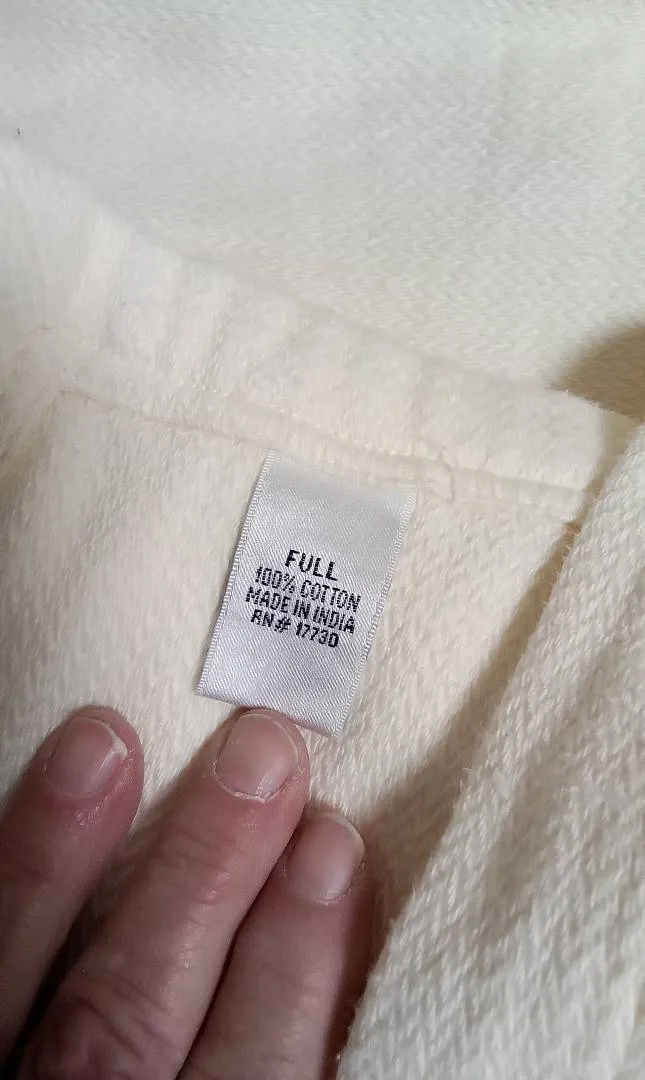 FULL
100% COTTON
MADE IN INDIA
RN# 17730